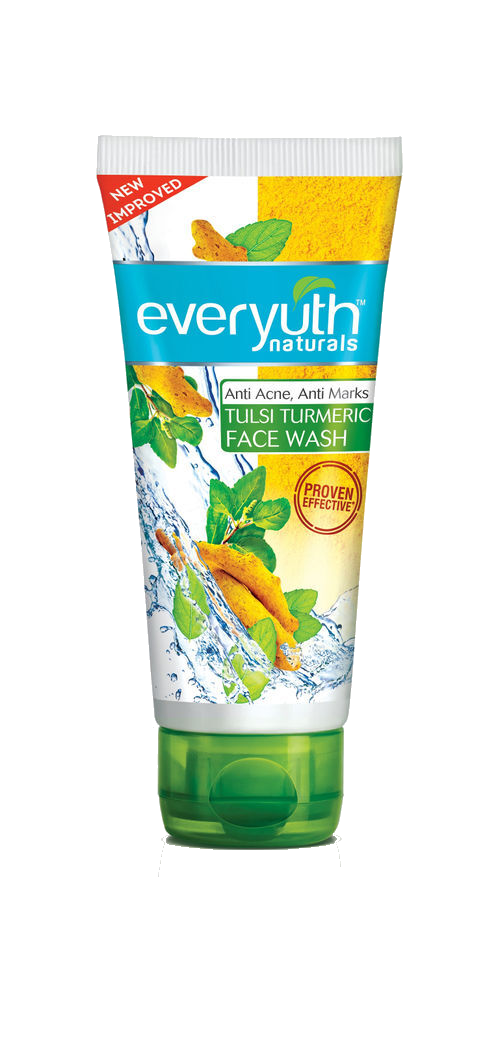 NEW
IMPROVED
everyuth™
naturals
Anti Acne, Anti Marks
TULSI TURMERIC
FACE WASH
PROVEN
EFFECTIVE*